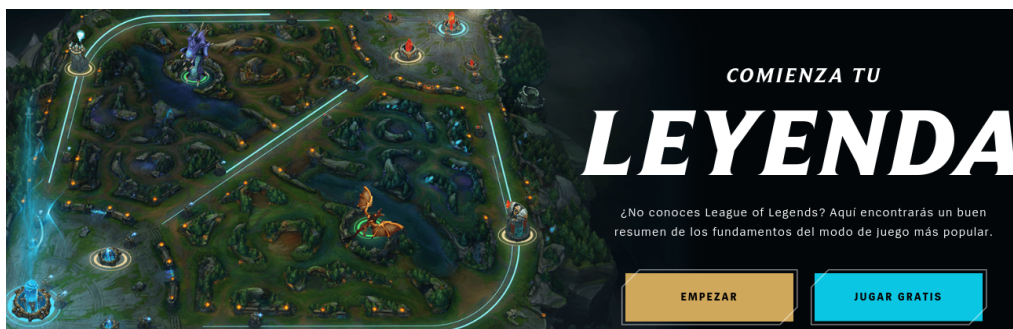 COMIENZA TU
LEYENDA
¿No conoces League of Legends? Aquí encontrarás un buen
resumen de los fundamentos del modo de juego más popular.
EMPEZAR
JUGAR GRATIS